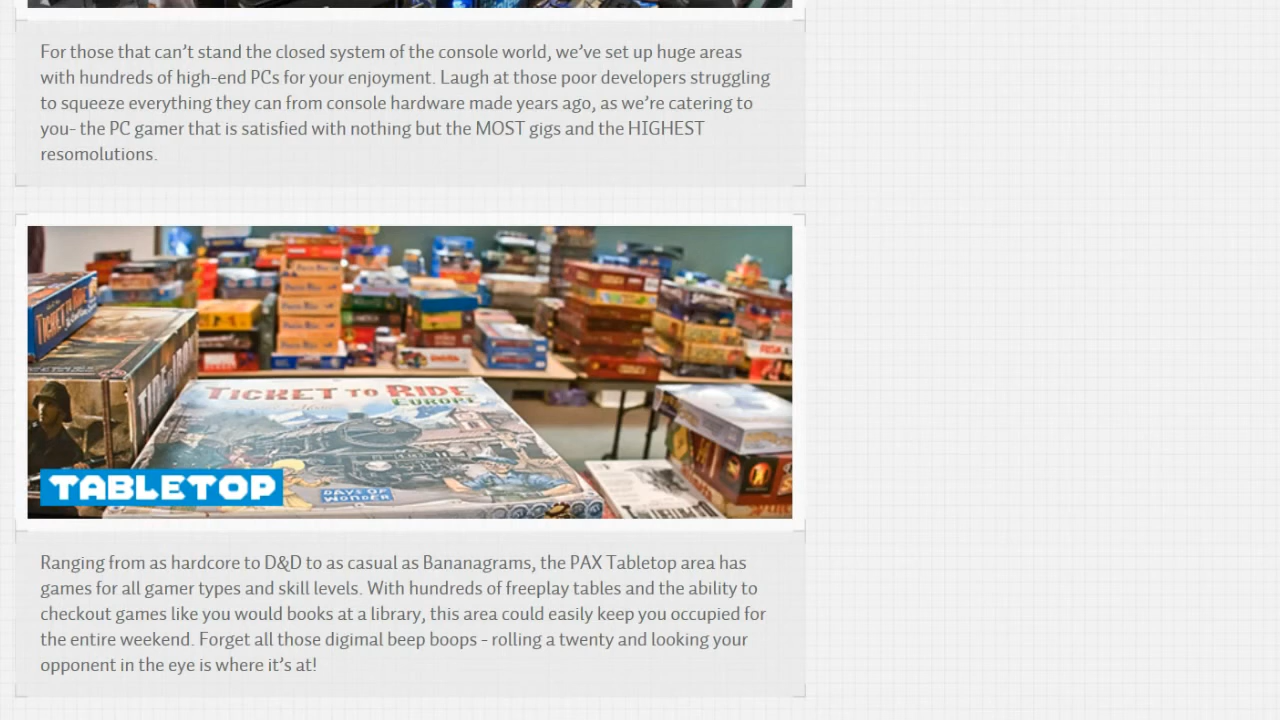 For those that can’t stand the closed system of the console world, we’ve set up huge areas
with hundreds of high-end PCs for your enjoyment. Laugh at those poor developers struggling
to squeeze everything they can from console hardware made years ago, as we’re catering to
you- the PC gamer that is satisfied with nothing but the MOST gigs and the HIGHEST
resomolutions.
TICKET TO RIDE
TICKET TO RIDE
EUROPE
DAYS OF
WONDER
TABLETOP
Ranging from as hardcore to D&D to as casual as Bananagrams, the PAX Tabletop area has
games for all gamer types and skill levels. With hundreds of freeplay tables and the ability to
checkout games like you would books at a library, this area could easily keep you occupied for
the entire weekend. Forget all those digimal beep boops - rolling a twenty and looking your
opponent in the eye is where it’s at!